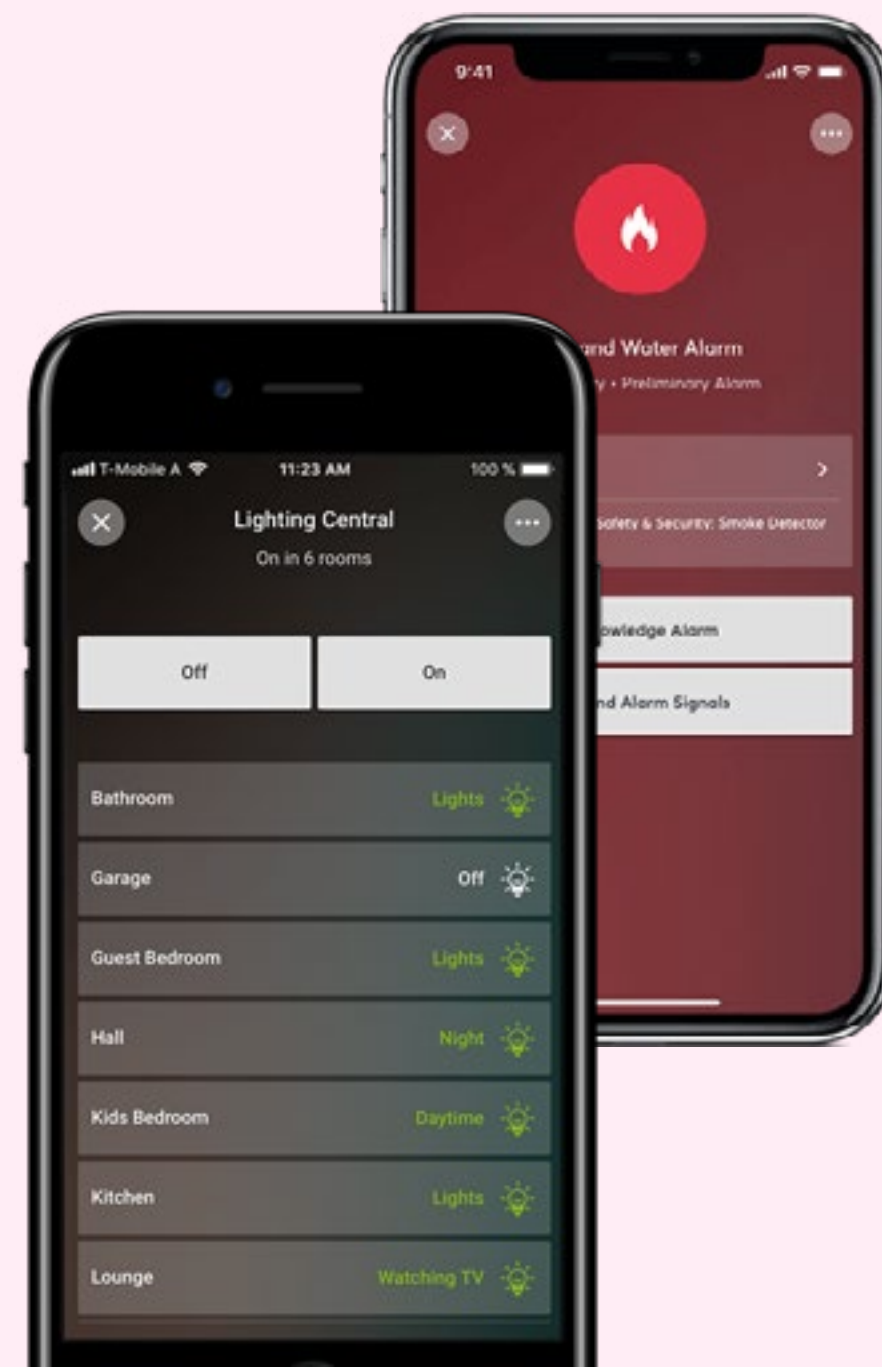 9:41
and Water Alarm
y • Preliminary Alarm
Safety & Security: Smoke Detector
owledge Alarm
nd Alarm Signals
T-Mobile A
11:23 AM
100 %
Lighting Central
On in 6 rooms
Off
On
Bathroom Lights
Garage Off
Guest Bedroom Lights
Hall Night
Kids Bedroom Daytime
Kitchen Lights
Lounge Watching TV